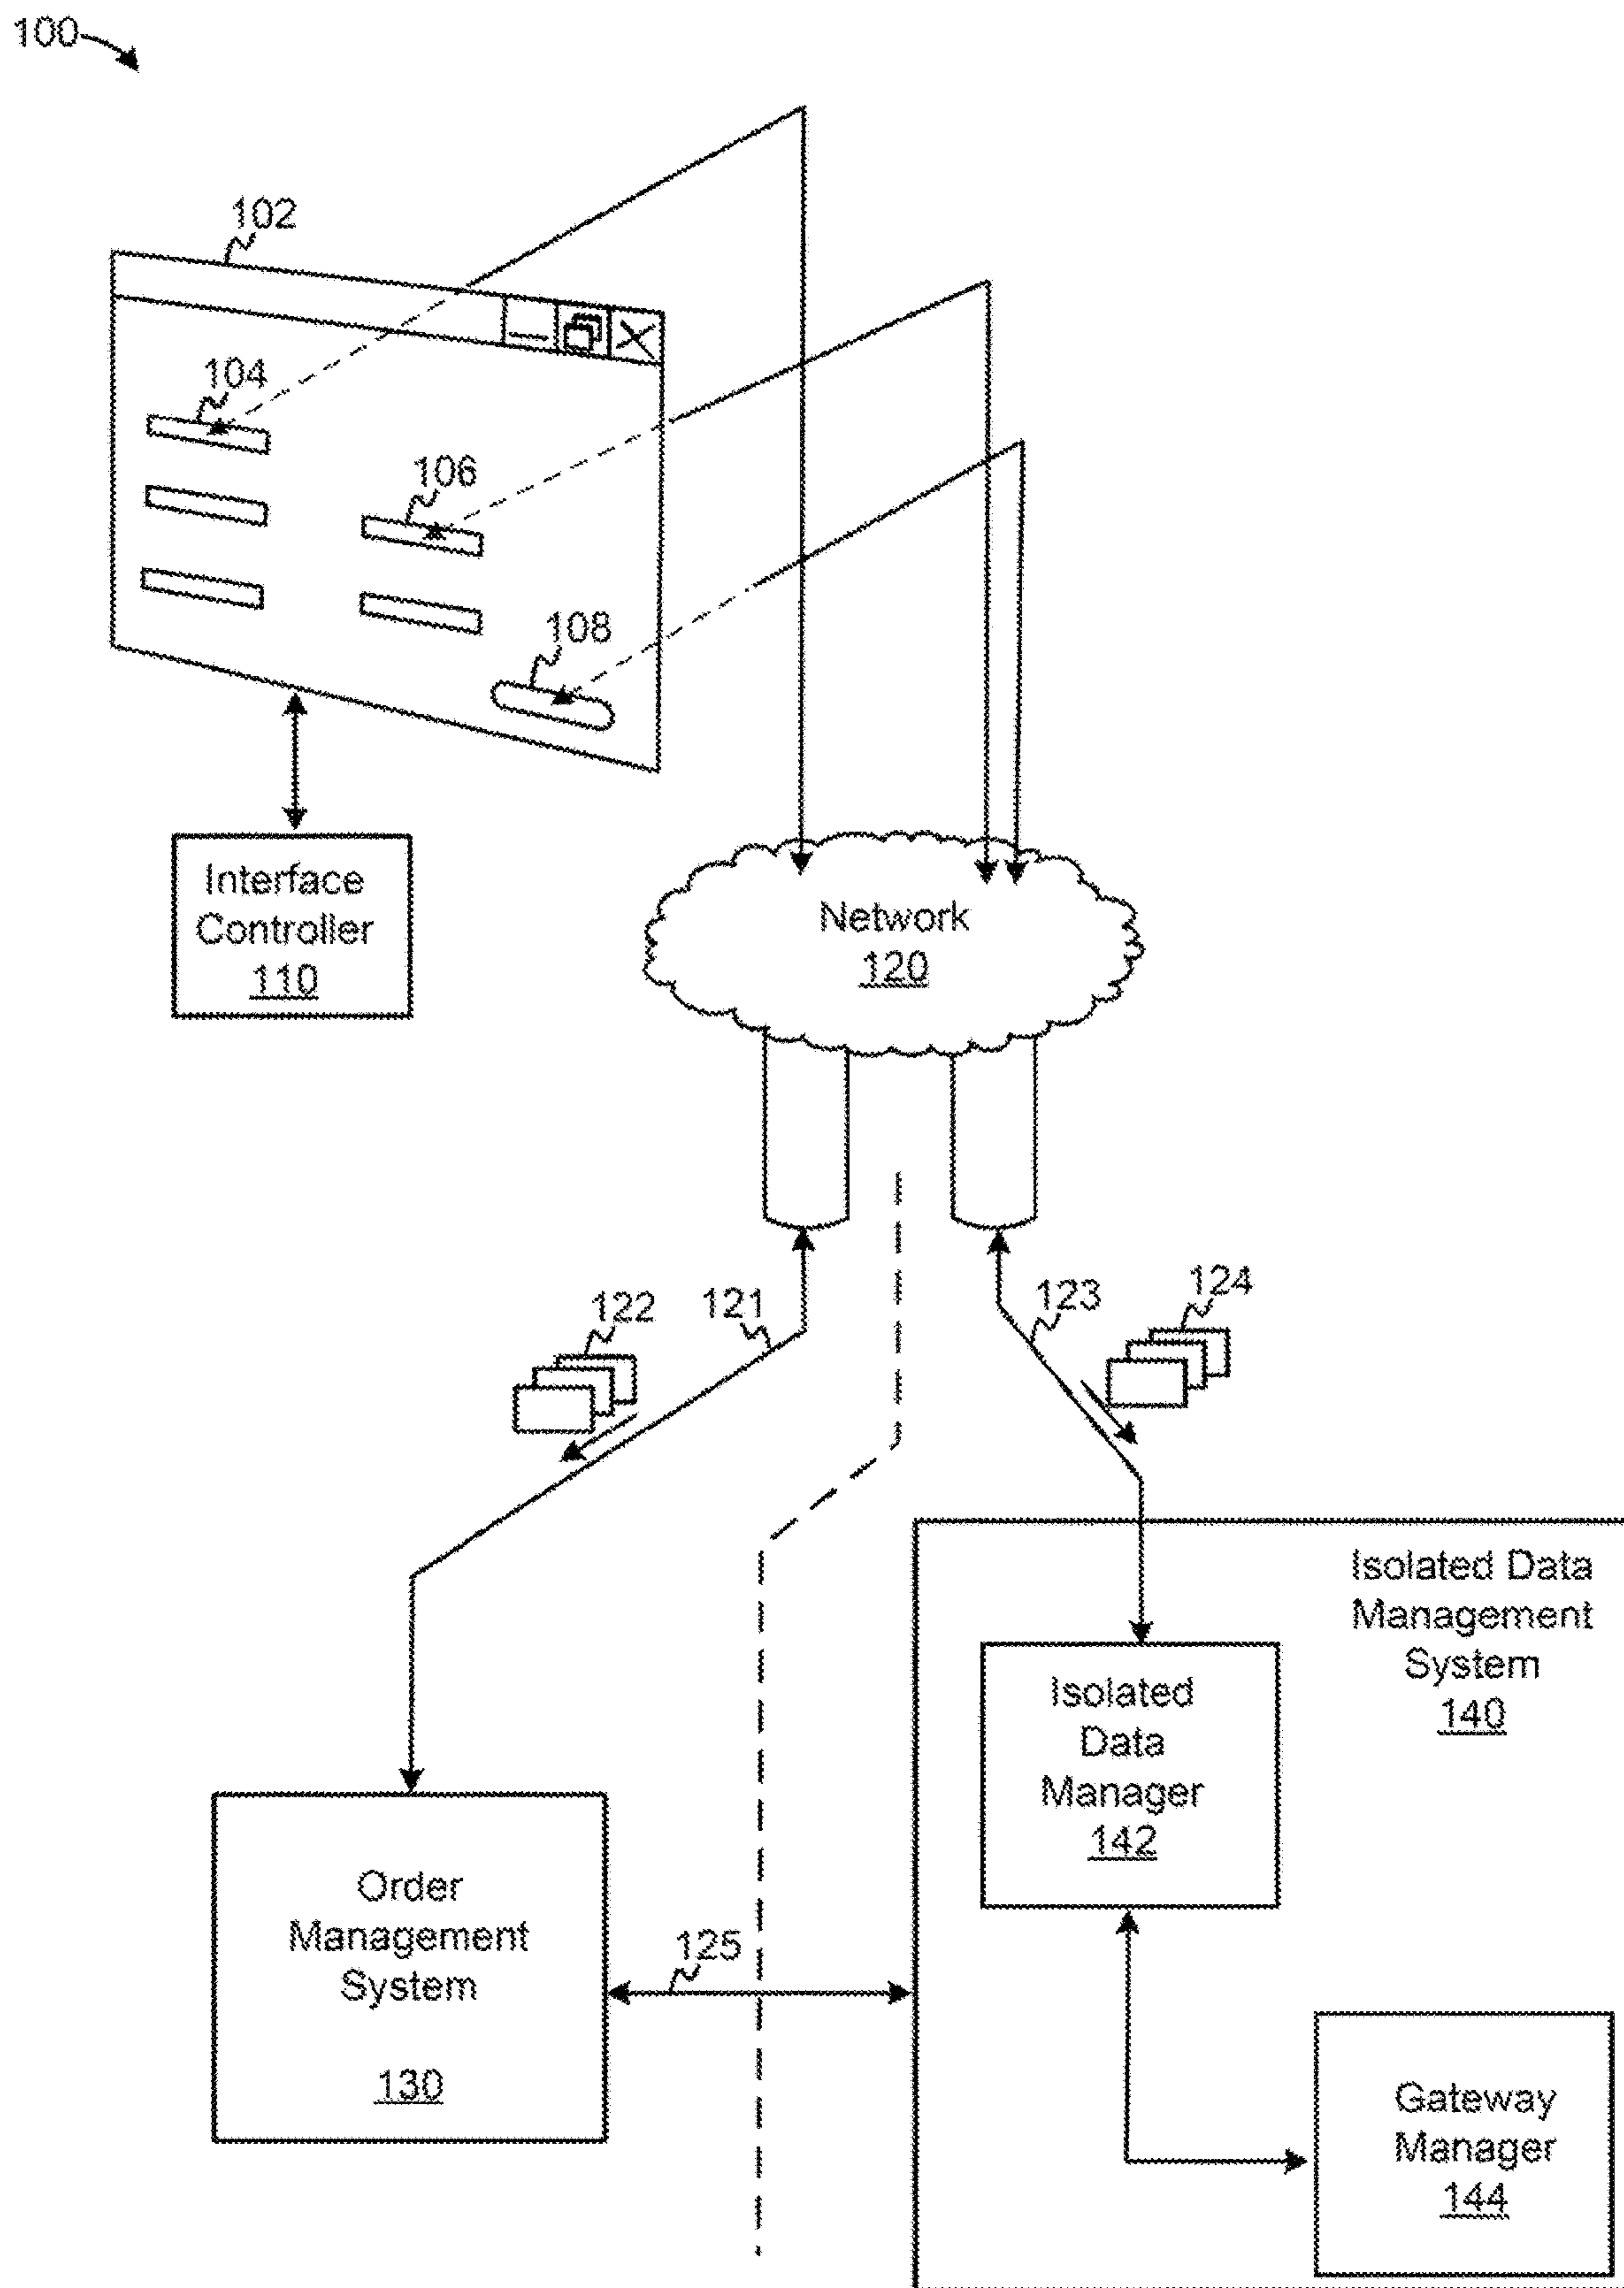 100
102
104
106
108
Interface
Controller
110
Network
120
122
121
123
124
Isolated Data
Management
System
140
Isolated
Data
Manager
142
Order
Management
System
130
125
Gateway
Manager
144